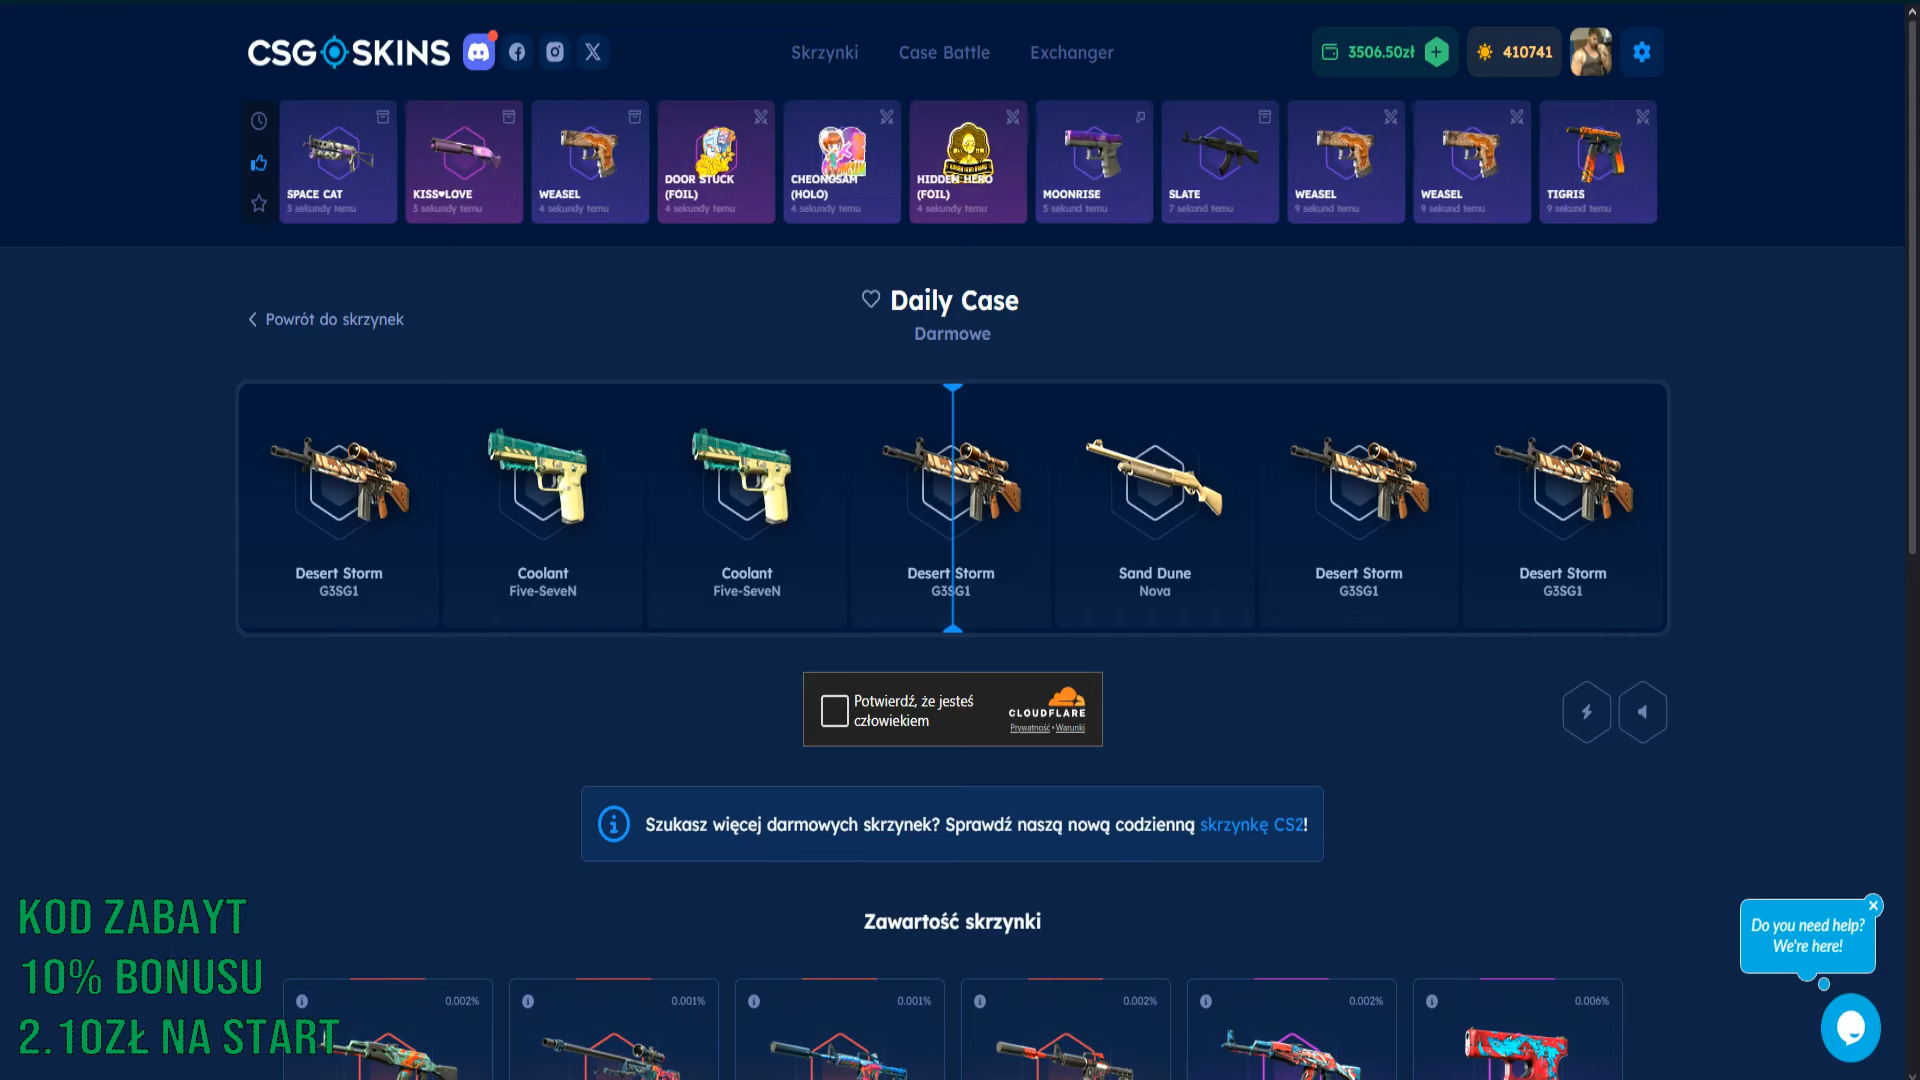 CSGOSKINS
Skrzynki
Case Battle
Exchanger
3506.50zł
410741
SPACE CAT
3 sekundy temu
KISS♥LOVE
3 sekundy temu
WEASEL
4 sekundy temu
DOOR STUCK
(FOIL)
4 sekundy temu
CHEONGSAM
(HOLO)
4 sekundy temu
HIDDEN HERO
(FOIL)
4 sekundy temu
MOONRISE
5 sekund temu
SLATE
7 sekund temu
WEASEL
9 sekund temu
WEASEL
9 sekund temu
TIGRIS
9 sekund temu
Powrót do skrzynek
Daily Case
Darmowe
Desert Storm
G3SG1
Coolant
Five-SeveN
Coolant
Five-SeveN
Desert Storm
G3SG1
Sand Dune
Nova
Desert Storm
G3SG1
Desert Storm
G3SG1
Potwierdź, że jesteś
człowiekiem
CLOUDFLARE
Prywatność • Warunki
Szukasz więcej darmowych skrzynek? Sprawdź naszą nową codzienną skrzynkę CS2!
Zawartość skrzynki
0.002%
0.001%
0.001%
0.002%
0.002%
0.006%
KOD ZABAYT
10% BONUSU
2.10ZŁ NA START
Do you need help?
We're here!